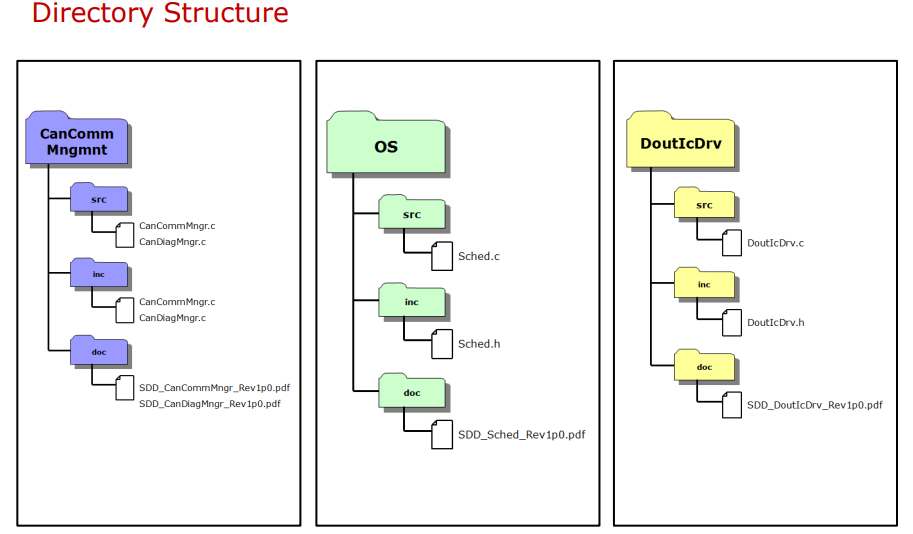 Directory Structure
CanComm
Mngmnt
src
CanCommMngr.c
CanDiagMngr.c
inc
CanCommMngr.c
CanDiagMngr.c
doc
SDD_CanCommMngr_Rev1p0.pdf
SDD_CanDiagMngr_Rev1p0.pdf
OS
src
Sched.c
inc
Sched.h
doc
SDD_Sched_Rev1p0.pdf
DoutIcDrv
src
DoutIcDrv.c
inc
DoutIcDrv.h
doc
SDD_DoutIcDrv_Rev1p0.pdf